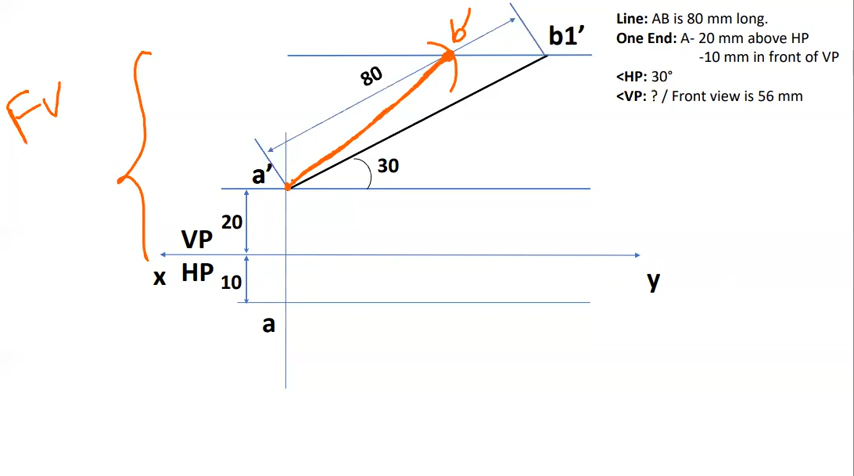 b'
b1'
Line: AB is 80 mm long.
One End: A- 20 mm above HP
-10 mm in front of VP
<HP: 30°
<VP: ? / Front view is 56 mm
80
FV
a'
30
20
VP
x
HP
10
y
a